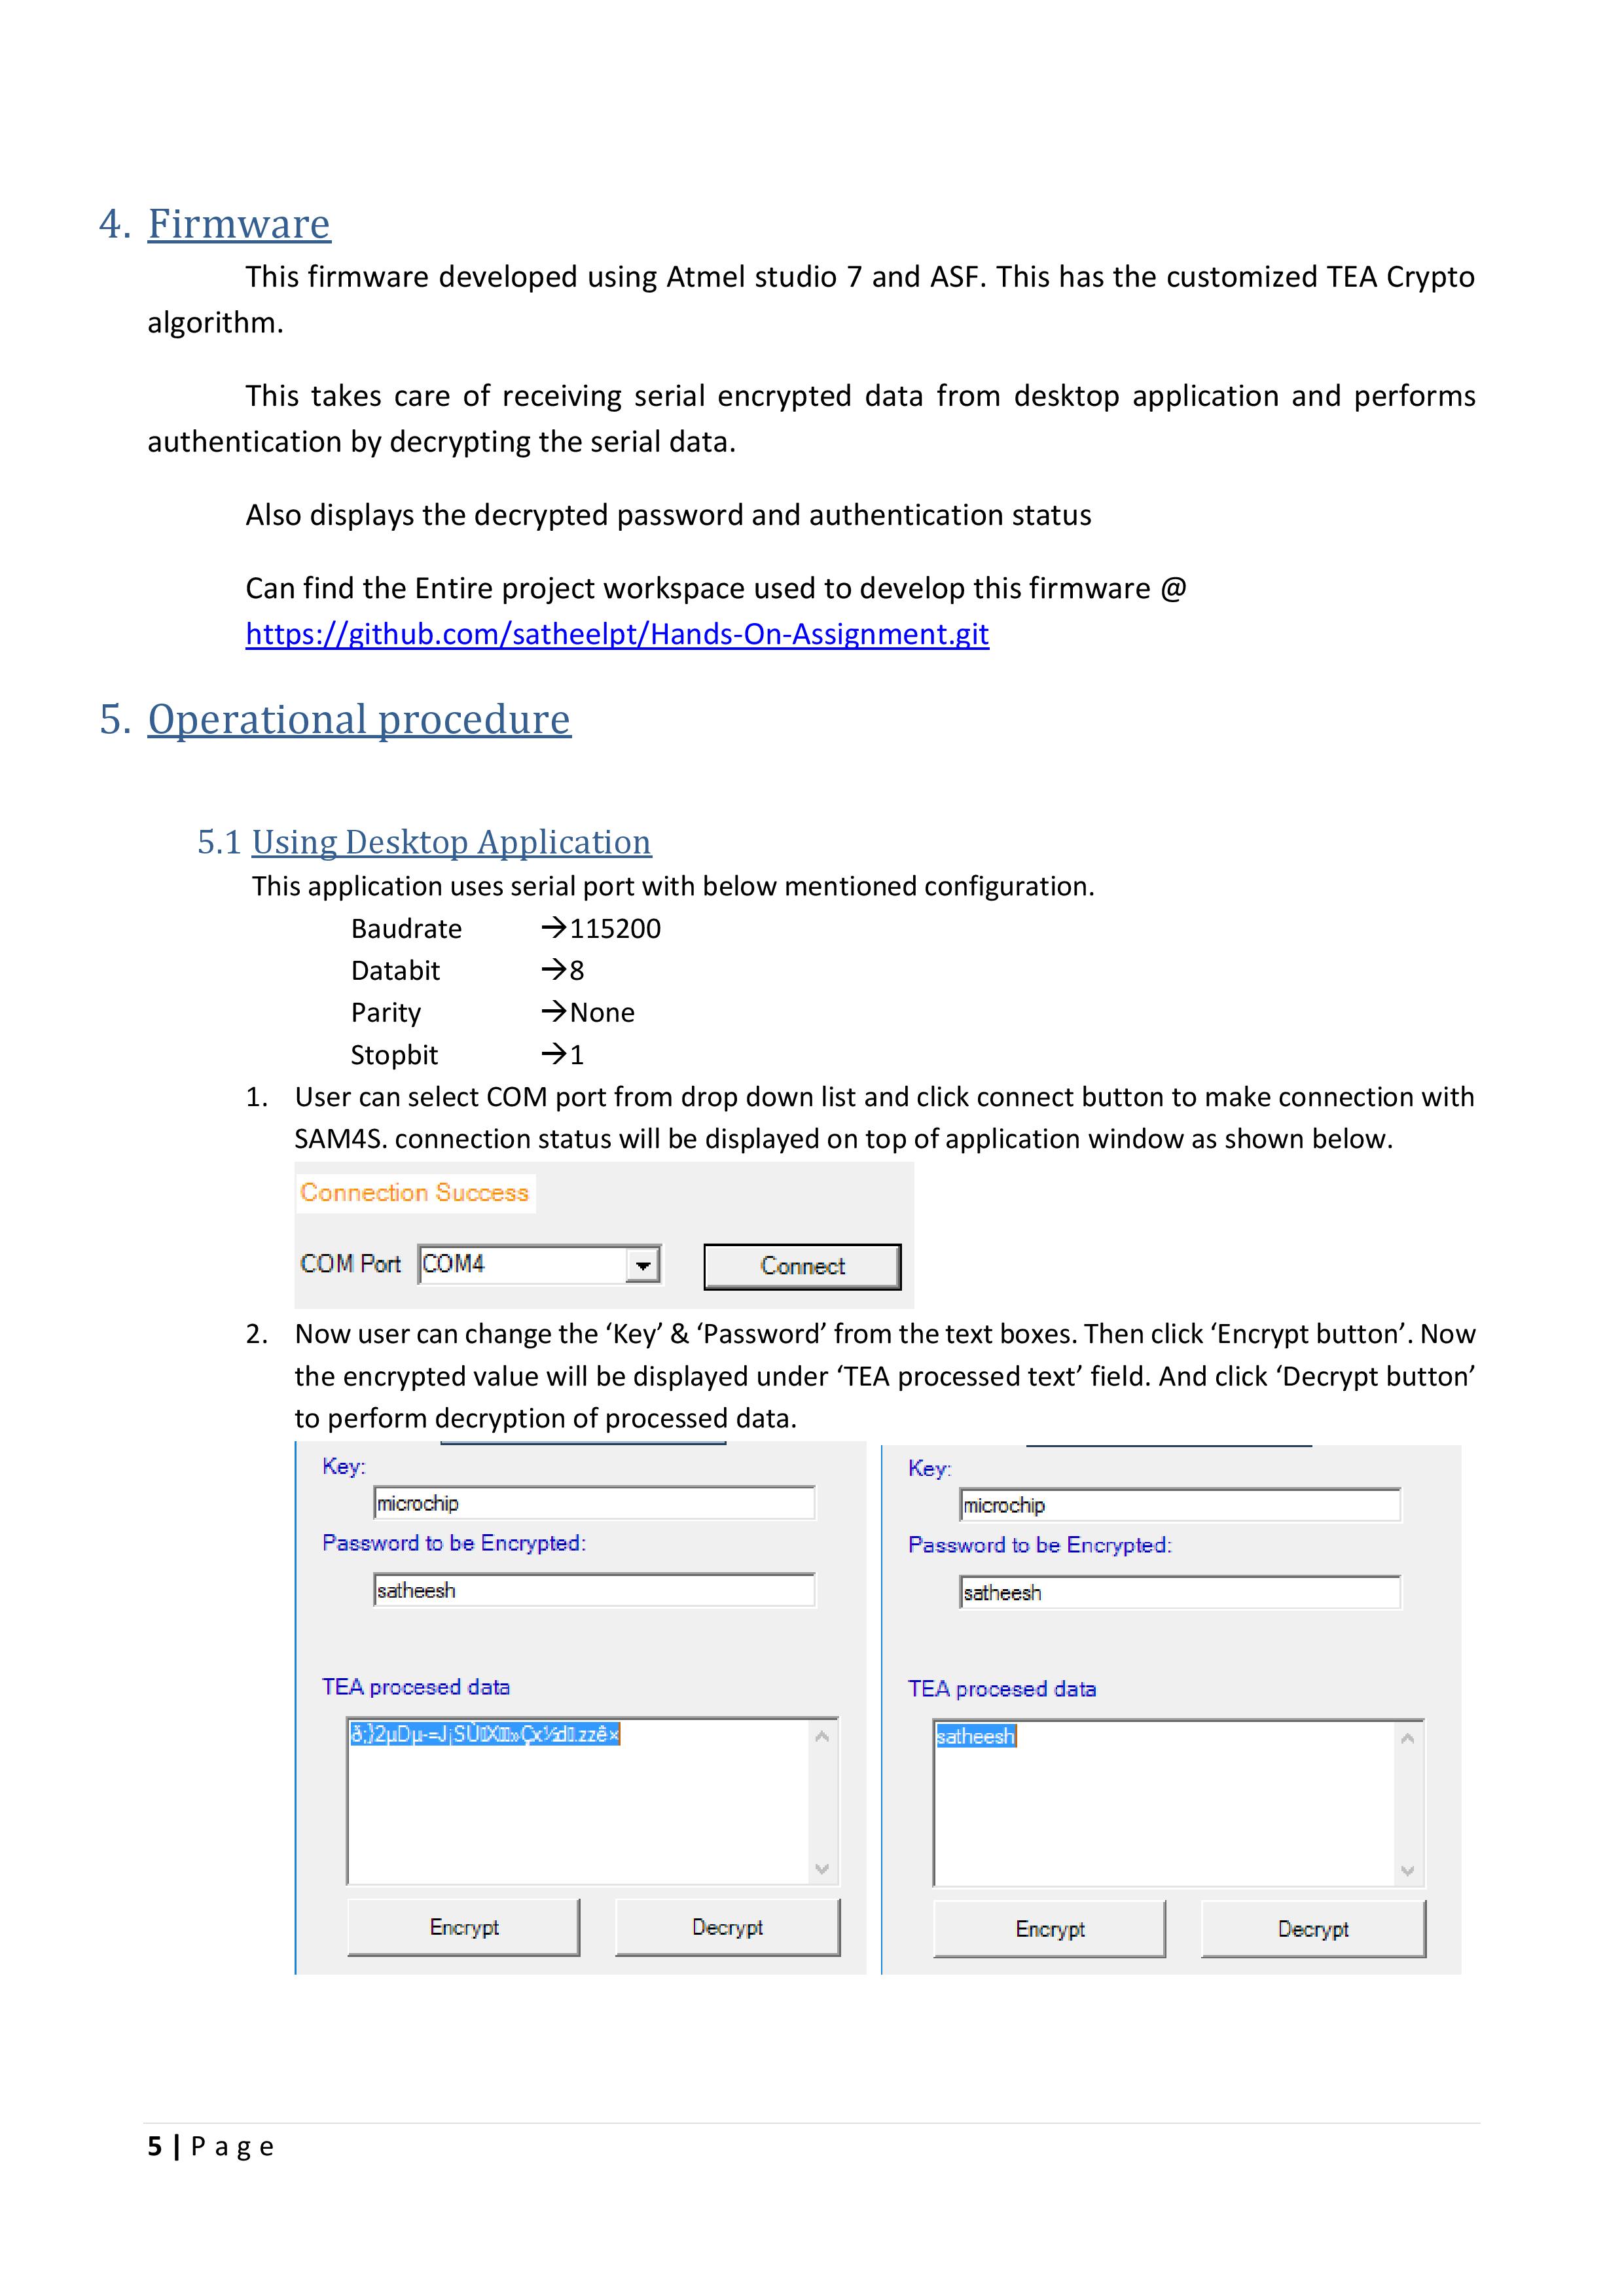 4. Firmware
This firmware developed using Atmel studio 7 and ASF. This has the customized TEA Crypto
algorithm.
This takes care of receiving serial encrypted data from desktop application and performs
authentication by decrypting the serial data.
Also displays the decrypted password and authentication status
Can find the Entire project workspace used to develop this firmware @
https://github.com/satheelpt/Hands-On-Assignment.git
5. Operational procedure
5.1 Using Desktop Application
This application uses serial port with below mentioned configuration.
Baudrate →115200
Databit →8
Parity →None
Stopbit →1
1. User can select COM port from drop down list and click connect button to make connection with
SAM4S. connection status will be displayed on top of application window as shown below.
Connection Success
COM Port COM4 Connect
2. Now user can change the ‘Key’ & ‘Password’ from the text boxes. Then click ‘Encrypt button’. Now
the encrypted value will be displayed under ‘TEA processed text’ field. And click ‘Decrypt button’
to perform decryption of processed data.
Key:
microchip
Password to be Encrypted:
satheesh
TEA procesed data
Encrypt Decrypt
Key:
microchip
Password to be Encrypted:
satheesh
TEA procesed data
satheesh
Encrypt Decrypt
5 | Page